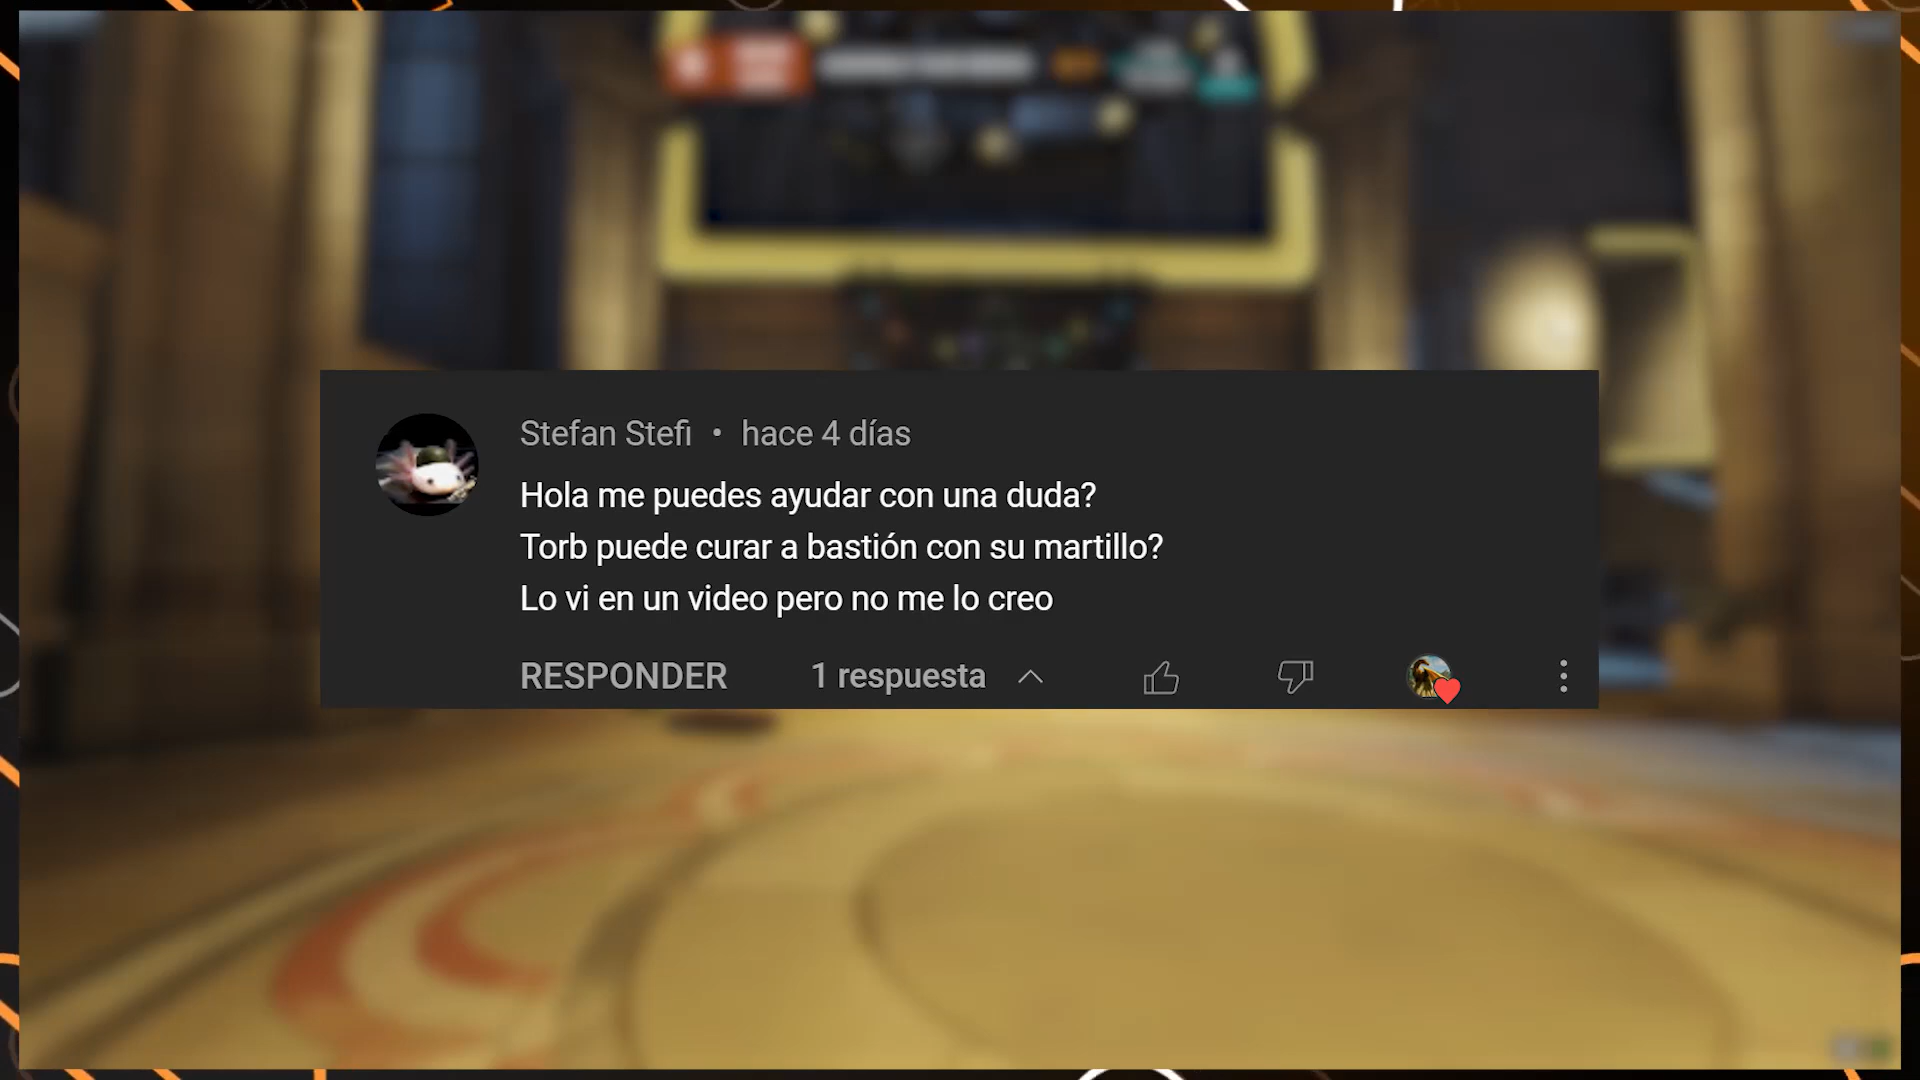 Stefan Stefi • hace 4 días
Hola me puedes ayudar con una duda?
Torb puede curar a bastión con su martillo?
Lo vi en un video pero no me lo creo
RESPONDER 1 respuesta